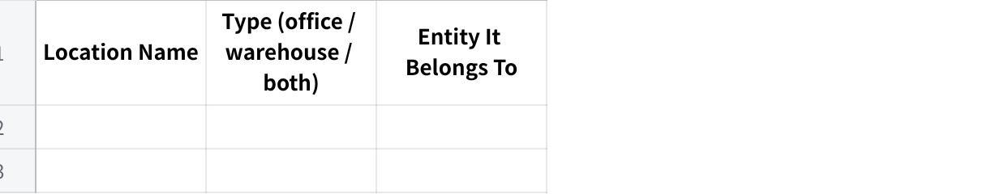 Location Name
Type (office /
warehouse /
both)
Entity It
Belongs To
1
2
3